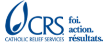 CRS
CATHOLIC RELIEF SERVICES
foi.
action.
résultats.